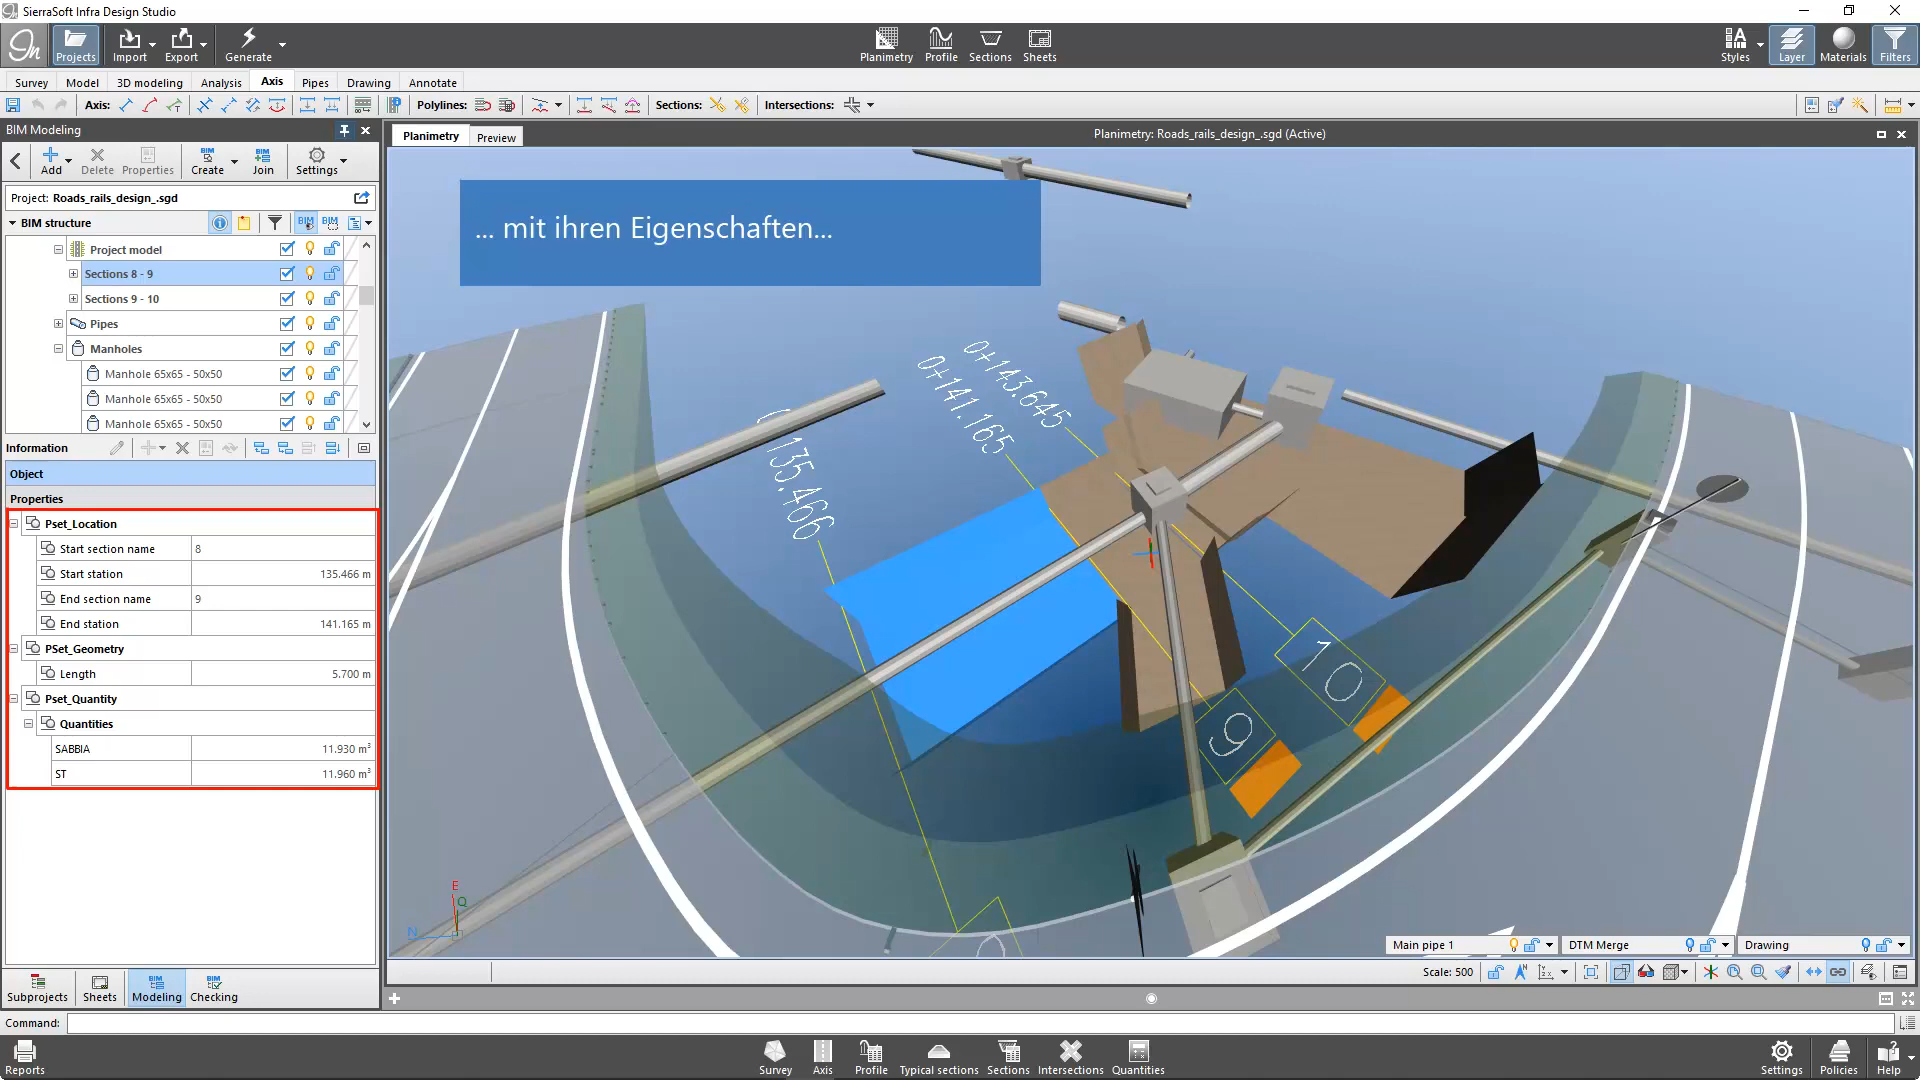 SierraSoft Infra Design Studio
Projects Import Export Generate Planimetry Profile Sections Sheets Styles Layer Materials Filters
Survey Model 3D modeling Analysis Axis Pipes Drawing Annotate
Axis: Polylines: Sections: Intersections:
BIM Modeling
Planimetry Preview Planimetry: Roads_rails_design_.sgd (Active)
BIM BIM
Add Delete Properties Create Join Settings
Project: Roads_rails_design_.sgd
BIM structure BIM BIM
Project model
Sections 8 - 9
Sections 9 - 10
Pipes
Manholes
Manhole 65x65 - 50x50
Manhole 65x65 - 50x50
Manhole 65x65 - 50x50
Information
Object
Properties
Pset_Location
Start section name 8
Start station 135.466 m
End section name 9
End station 141.165 m
PSet_Geometry
Length 5.700 m
Pset_Quantity
Quantities
SABBIA 11.930 m³
ST 11.960 m³
... mit ihren Eigenschaften...
0+143.645
0+141.165
135.466
10
9
E
Q
N
Main pipe 1 DTM Merge Drawing
Scale: 500
BIM BIM
Subprojects Sheets Modeling Checking
Command:
Reports Survey Axis Profile Typical sections Sections Intersections Quantities Settings Policies Help